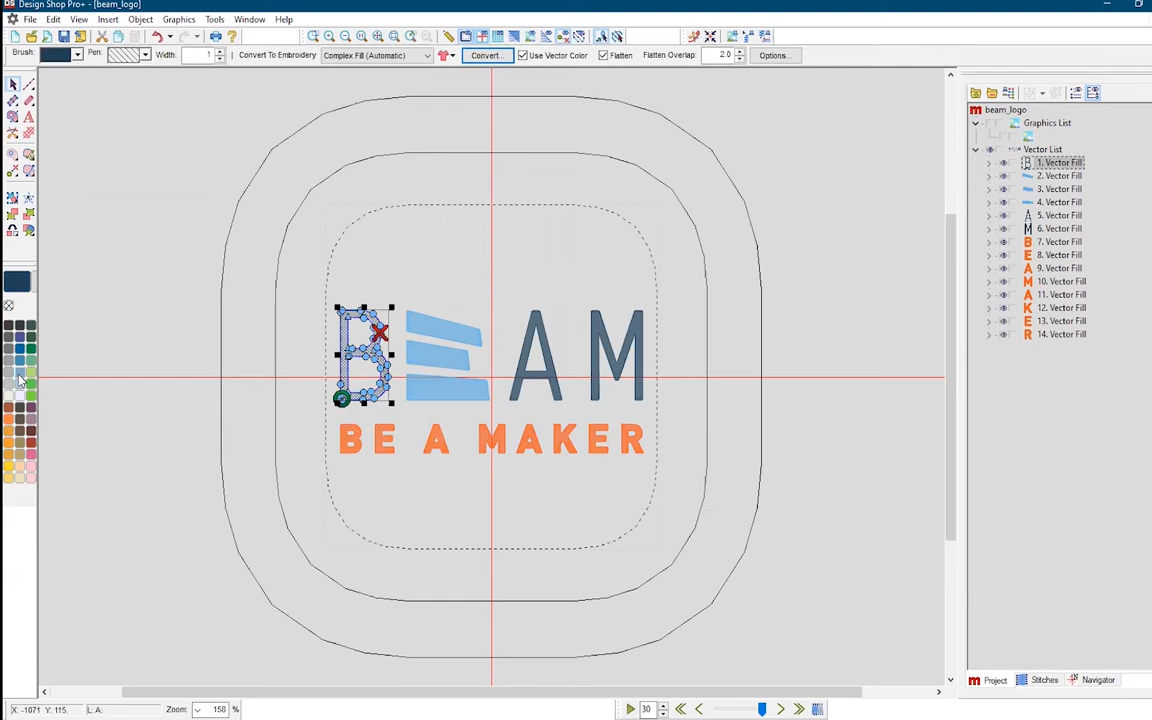 DS Design Shop Pro+ - [beam_logo]
File Edit View Insert Object Graphics Tools Window Help
Brush: Pen: Width: 1 Convert To Embroidery Complex Fill (Automatic) Convert... Use Vector Color Flatten Flatten Overlap: 2.0 Options...
beam_logo
Graphics List
Vector List
B 1. Vector Fill
2. Vector Fill
3. Vector Fill
4. Vector Fill
A 5. Vector Fill
M 6. Vector Fill
B 7. Vector Fill
E 8. Vector Fill
A 9. Vector Fill
M 10. Vector Fill
A 11. Vector Fill
K 12. Vector Fill
E 13. Vector Fill
R 14. Vector Fill
BEAM
BE A MAKER
Project Stitches Navigator
X: -1071 Y: 115. L: A: Zoom: 158 % 30